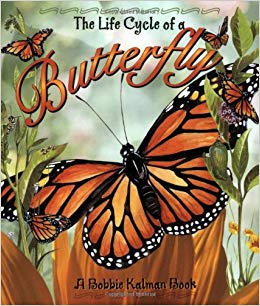 The Life Cycle of a
Butterfly
A Bobbie Kalman Book